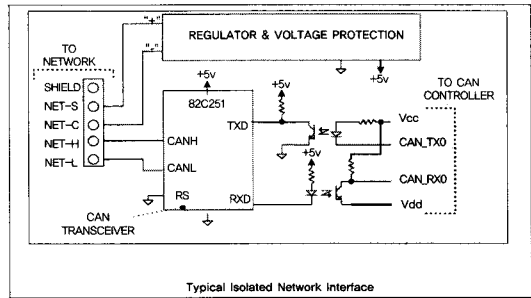 "+"
REGULATOR & VOLTAGE PROTECTION
TO
NETWORK
"-"
+5v
+5v
+5v
TO CAN
CONTROLLER
SHIELD
NET-S
NET-C
NET-H
NET-L
82C251
TXD
CANH
CANL
RS
RXD
+5v
Vcc
CAN_TX0
CAN_RX0
Vdd
CAN
TRANSCEIVER
Typical Isolated Network Interface